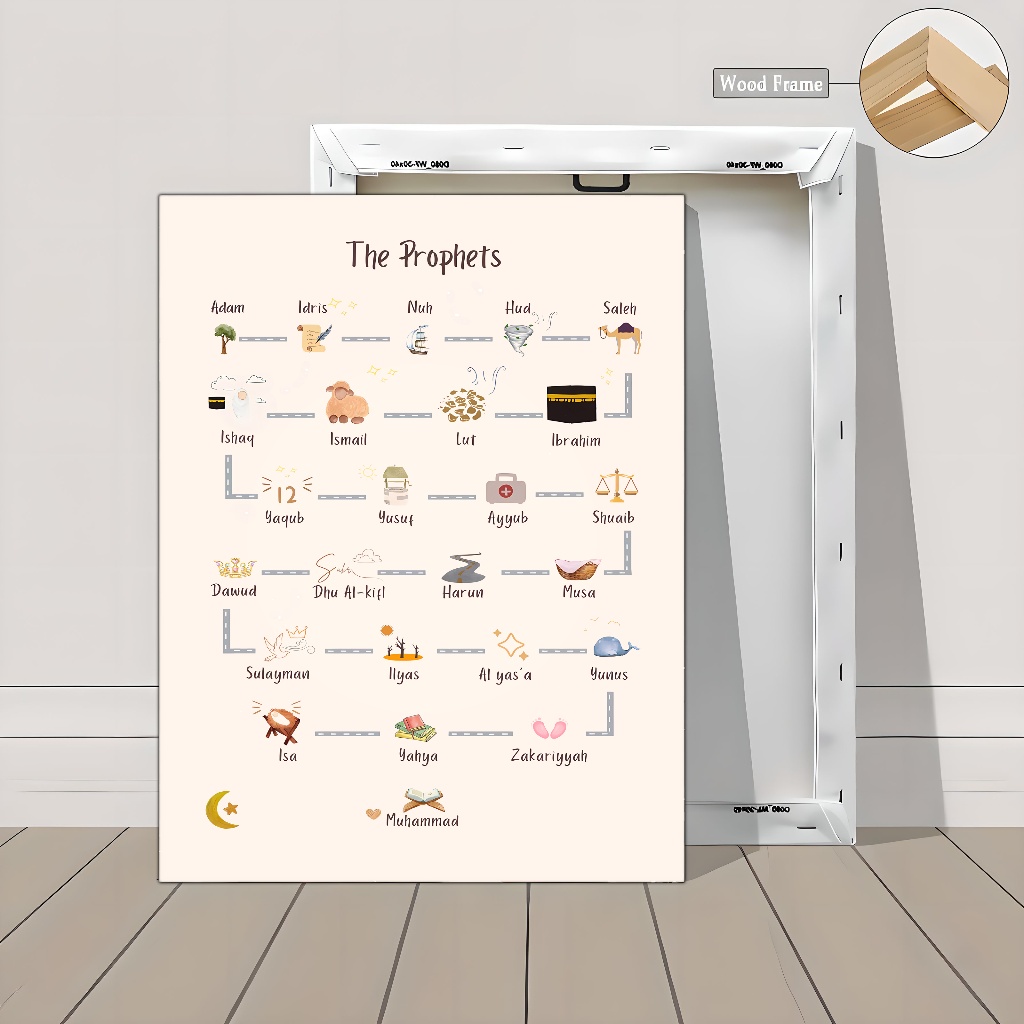 Wood Frame
The Prophets
Adam Idris Nuh Hud Saleh
Ishaq Ismail Lut Ibrahim
12
Yaqub Yusuf Ayyub Shuaib
Dawud Dhu Al-kifl Harun Musa
Sulayman Ilyas Al yas'a Yunus
Isa Yahya Zakariyyah
Muhammad